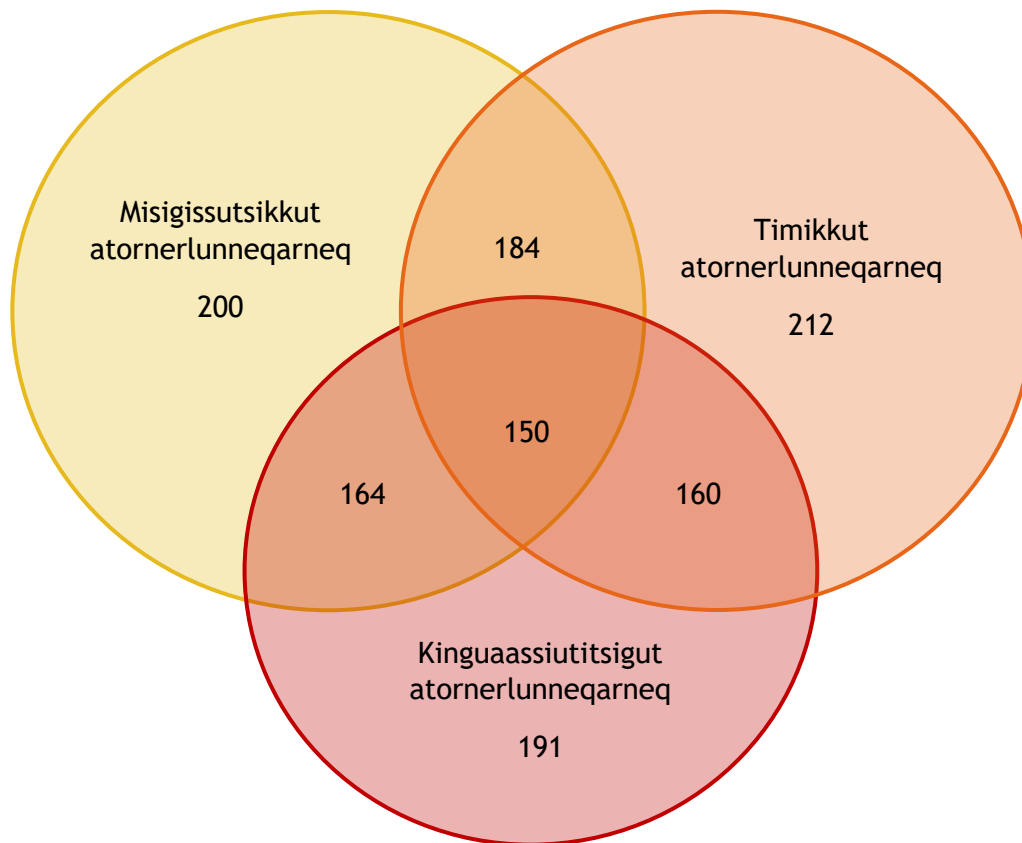 Misigissutsikkut
atornerlunneqarneq
200
184
Timikkut
atornerlunneqarneq
212
150
164
160
Kinguaassiutitsigut
atornerlunneqarneq
191